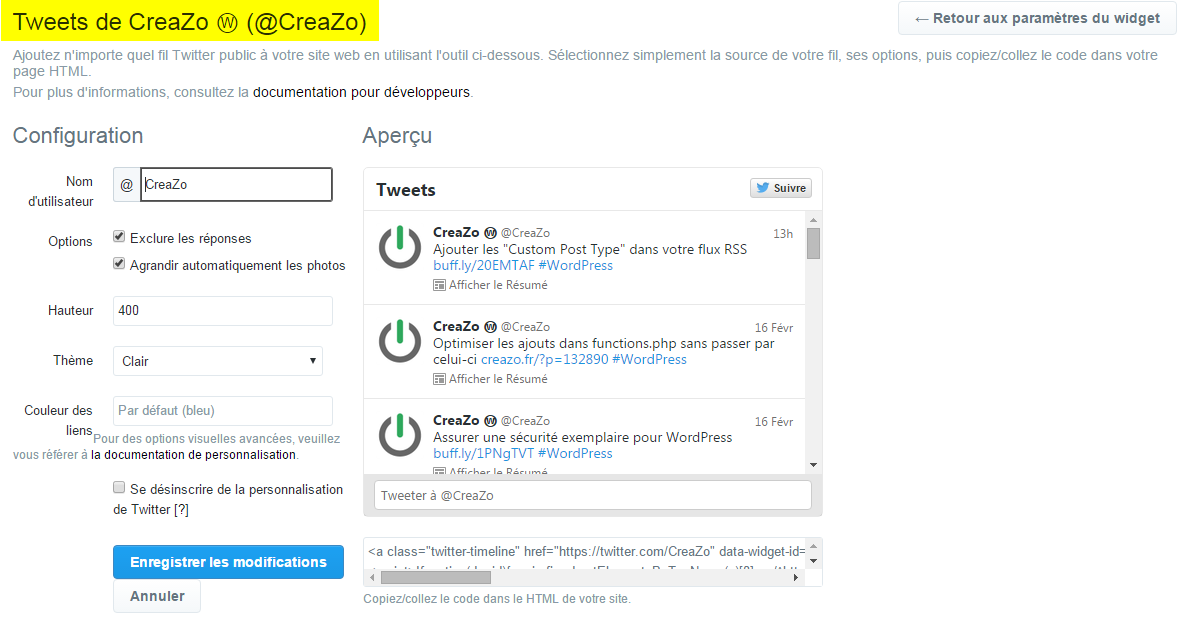 Tweets de CreaZo Ⓦ (@CreaZo)
← Retour aux paramètres du widget
Ajoutez n'importe quel fil Twitter public à votre site web en utilisant l'outil ci-dessous. Sélectionnez simplement la source de votre fil, ses options, puis copiez/collez le code dans votre
page HTML.
Pour plus d'informations, consultez la documentation pour développeurs.
Configuration
Nom
d'utilisateur
@ CreaZo
Options
Exclure les réponses
Agrandir automatiquement les photos
Hauteur
400
Thème
Clair
Couleur des
liens
Par défaut (bleu)
Pour des options visuelles avancées, veuillez
vous référer à la documentation de personnalisation.
Se désinscrire de la personnalisation
de Twitter [?]
Enregistrer les modifications
Annuler
Aperçu
Tweets
Suivre
CreaZo Ⓦ @CreaZo 13h
Ajouter les "Custom Post Type" dans votre flux RSS
buff.ly/20EMTAF #WordPress
Afficher le Résumé
CreaZo Ⓦ @CreaZo 16 Févr
Optimiser les ajouts dans functions.php sans passer par
celui-ci creazo.fr/?p=132890 #WordPress
Afficher le Résumé
CreaZo Ⓦ @CreaZo 16 Févr
Assurer une sécurité exemplaire pour WordPress
buff.ly/1PNgTVT #WordPress
Afficher le Résumé
Tweeter à @CreaZo
<a class="twitter-timeline" href="https://twitter.com/CreaZo" data-widget-id=
Copiez/collez le code dans le HTML de votre site.